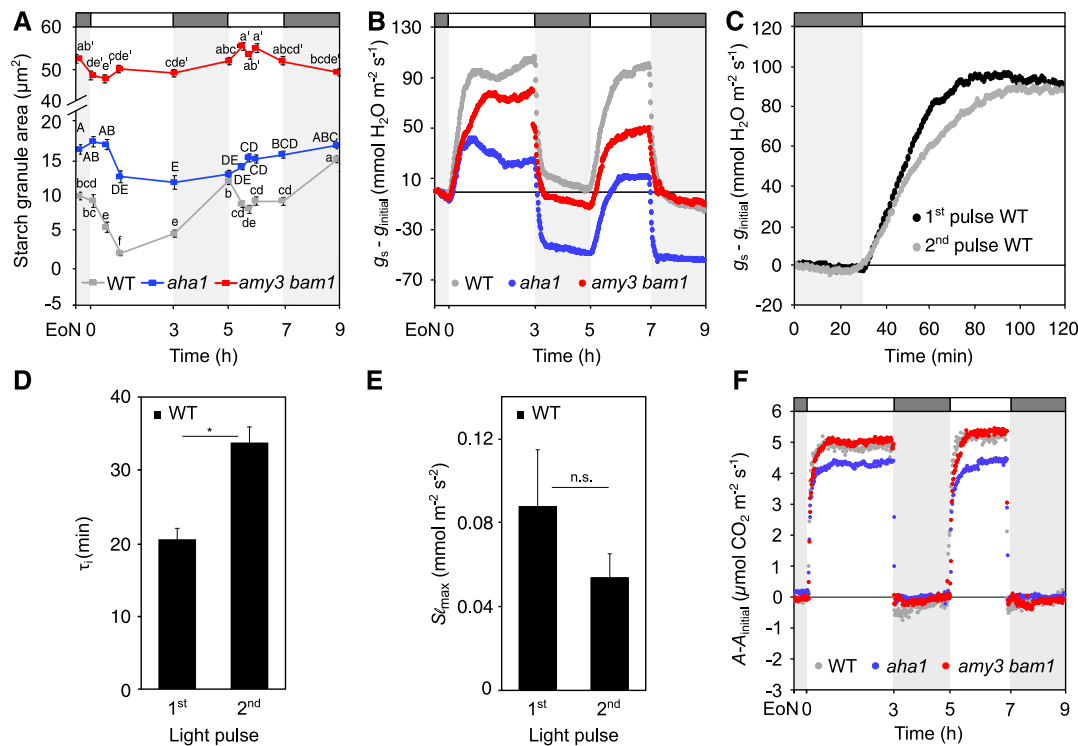 A
Starch granule area (µm²)
60
50
40
20
15
10
5
0
-5
ab'
de'
e'
cde'
cde'
abc'
a'
ab'
a'
abcd'
bcde'
A
AB
AB
DE
E
DE
DE
CD
CD
BCD
ABC
bcd
bc
e
f
e
b
cd
de
cd
cd
a
WT aha1 amy3 bam1
EoN 0 3 5 7 9
Time (h)
B
gs - ginitial (mmol H2O m-2 s-1)
130
90
50
10
-30
-70
WT aha1 amy3 bam1
EoN 0 3 5 7 9
Time (h)
C
gs - ginitial (mmol H2O m-2 s-1)
120
100
80
60
40
20
0
-20
1st pulse WT
2nd pulse WT
0 20 40 60 80 100 120
Time (min)
D
τi(min)
40
30
20
10
0
WT
*
1st 2nd
Light pulse
E
Sℓmax (mmol m-2 s-2)
0.12
0.08
0.04
0
WT
n.s.
1st 2nd
Light pulse
F
A-Ainitial (µmol CO2 m-2 s-1)
6
5
4
3
2
1
0
-1
-2
-3
WT aha1 amy3 bam1
EoN 0 3 5 7 9
Time (h)